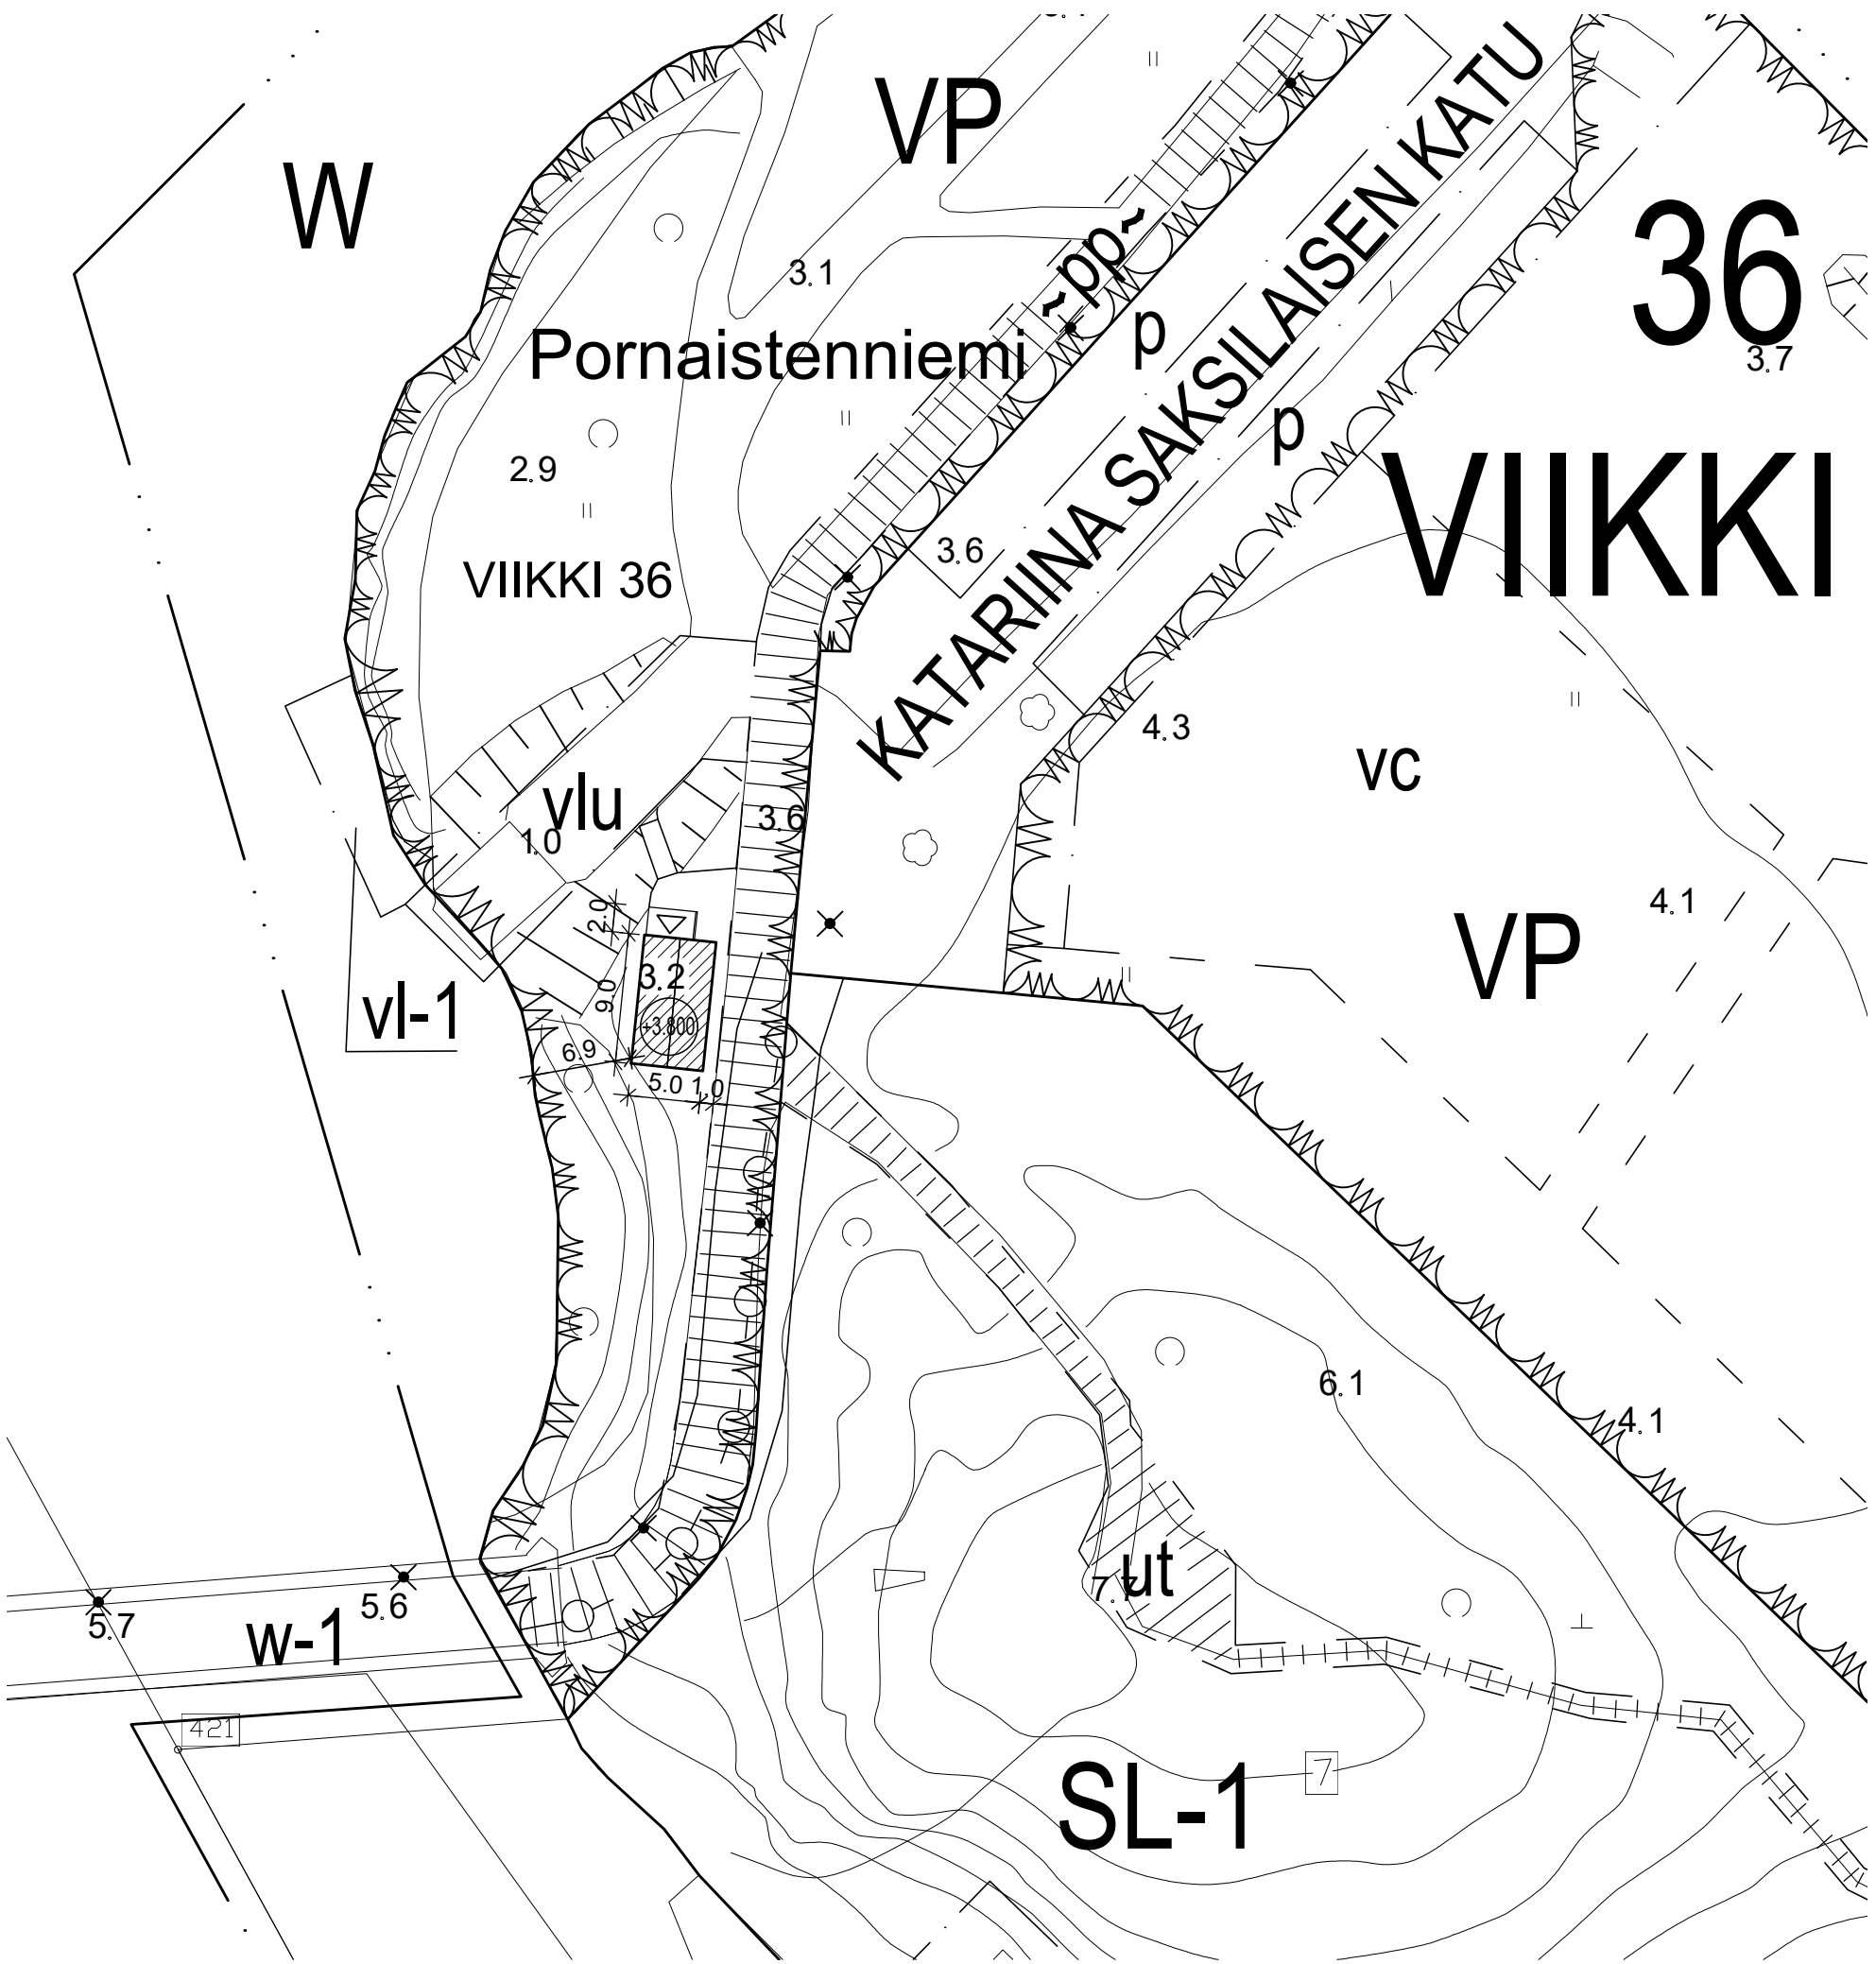 VP
W
KATARIINA SAKSILAISEN KATU
36
3.1
~pp~
p
Pornaistenniemi
3.7
p
2.9
VIIKKI
3.6
VIIKKI 36
4.3
vc
vlu
3.6
1.0
4.1
2.0
VP
3.2
9.0
vl-1
+3.800
6.9
5.0 1.0
6.1
4.1
ut
7.7
5.6
5.7
w-1
421
7
SL-1